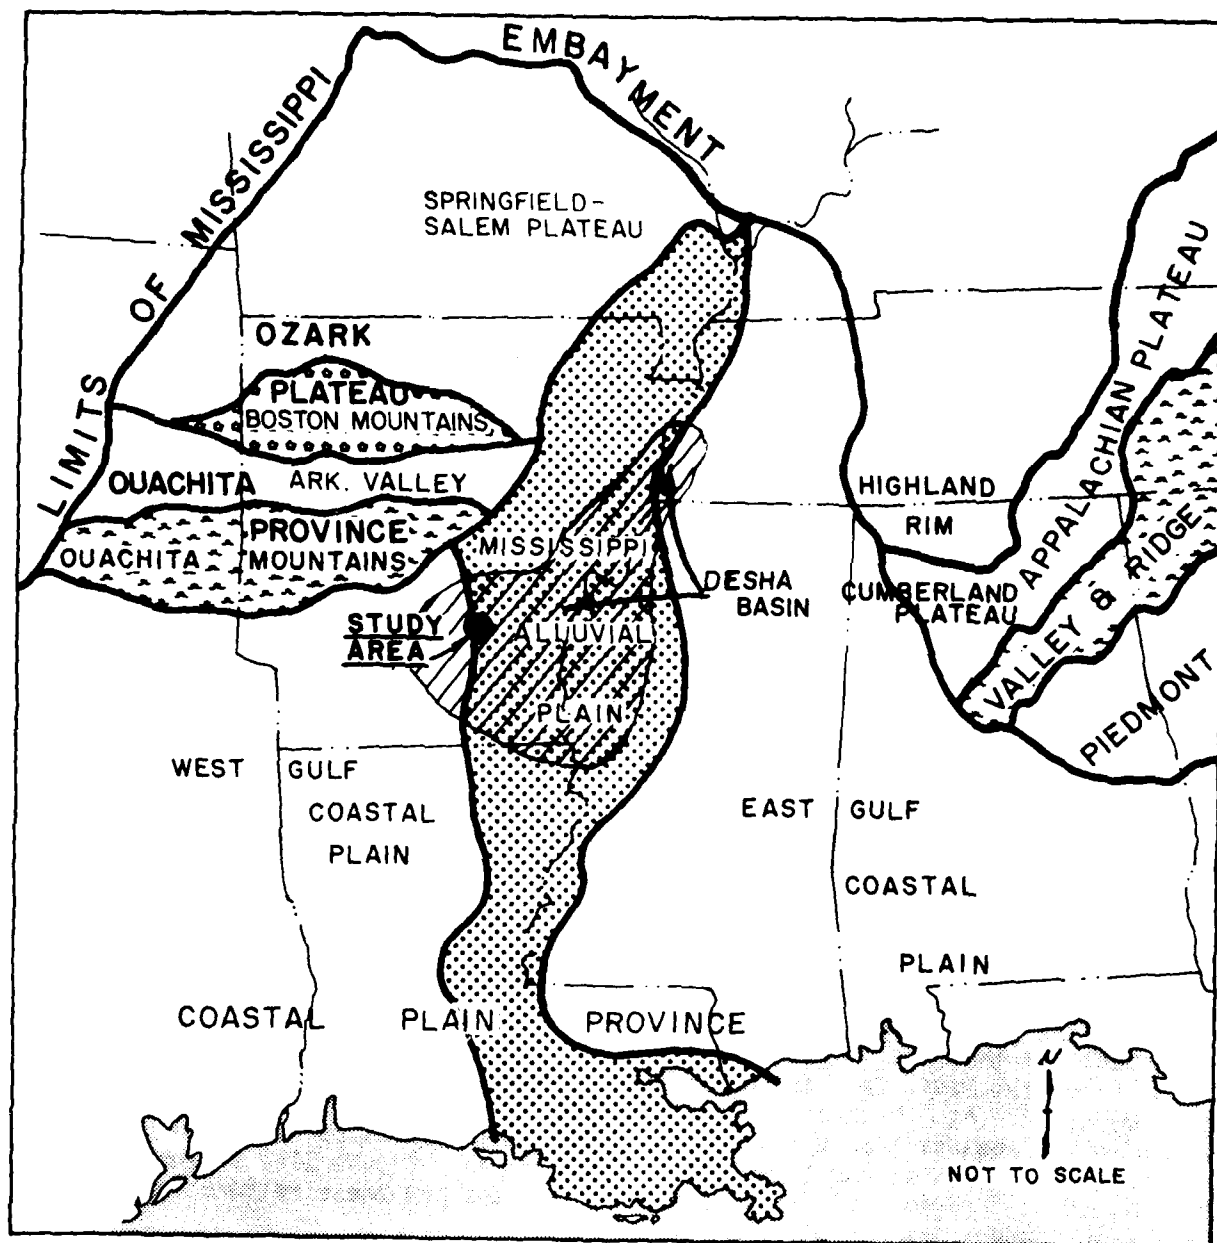 LIMITS OF MISSISSIPPI EMBAYMENT
SPRINGFIELD-
SALEM PLATEAU
OZARK
PLATEAU
BOSTON MOUNTAINS
OUACHITA
ARK. VALLEY
PROVINCE
OUACHITA MOUNTAINS
MISSISSIPPI
ALLUVIAL
PLAIN
STUDY
AREA
DESHA
BASIN
HIGHLAND
RIM
CUMBERLAND
PLATEAU
APPALACHIAN PLATEAU
VALLEY & RIDGE
PIEDMONT
WEST GULF
COASTAL
PLAIN
EAST GULF
COASTAL
PLAIN
COASTAL PLAIN PROVINCE
N
NOT TO SCALE